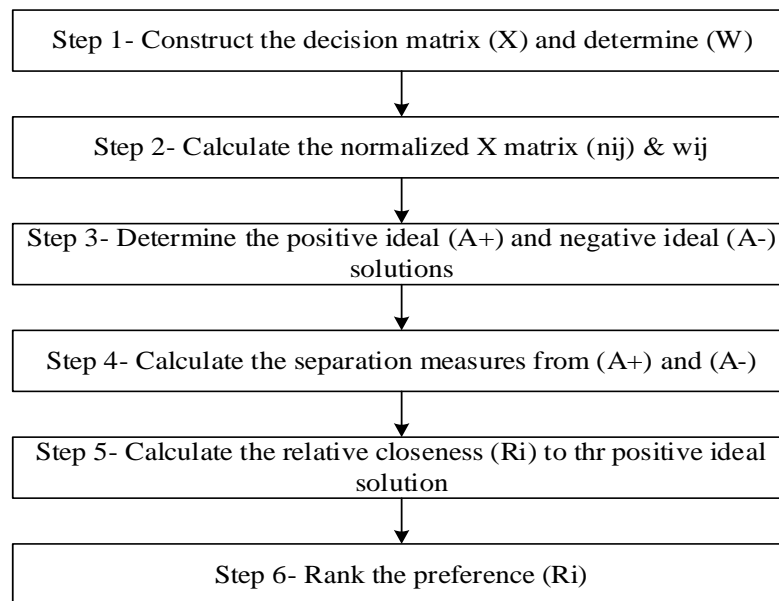 Step 1- Construct the decision matrix (X) and determine (W)
Step 2- Calculate the normalized X matrix (nij) & wij
Step 3- Determine the positive ideal (A+) and negative ideal (A-)
solutions
Step 4- Calculate the separation measures from (A+) and (A-)
Step 5- Calculate the relative closeness (Ri) to thr positive ideal
solution
Step 6- Rank the preference (Ri)